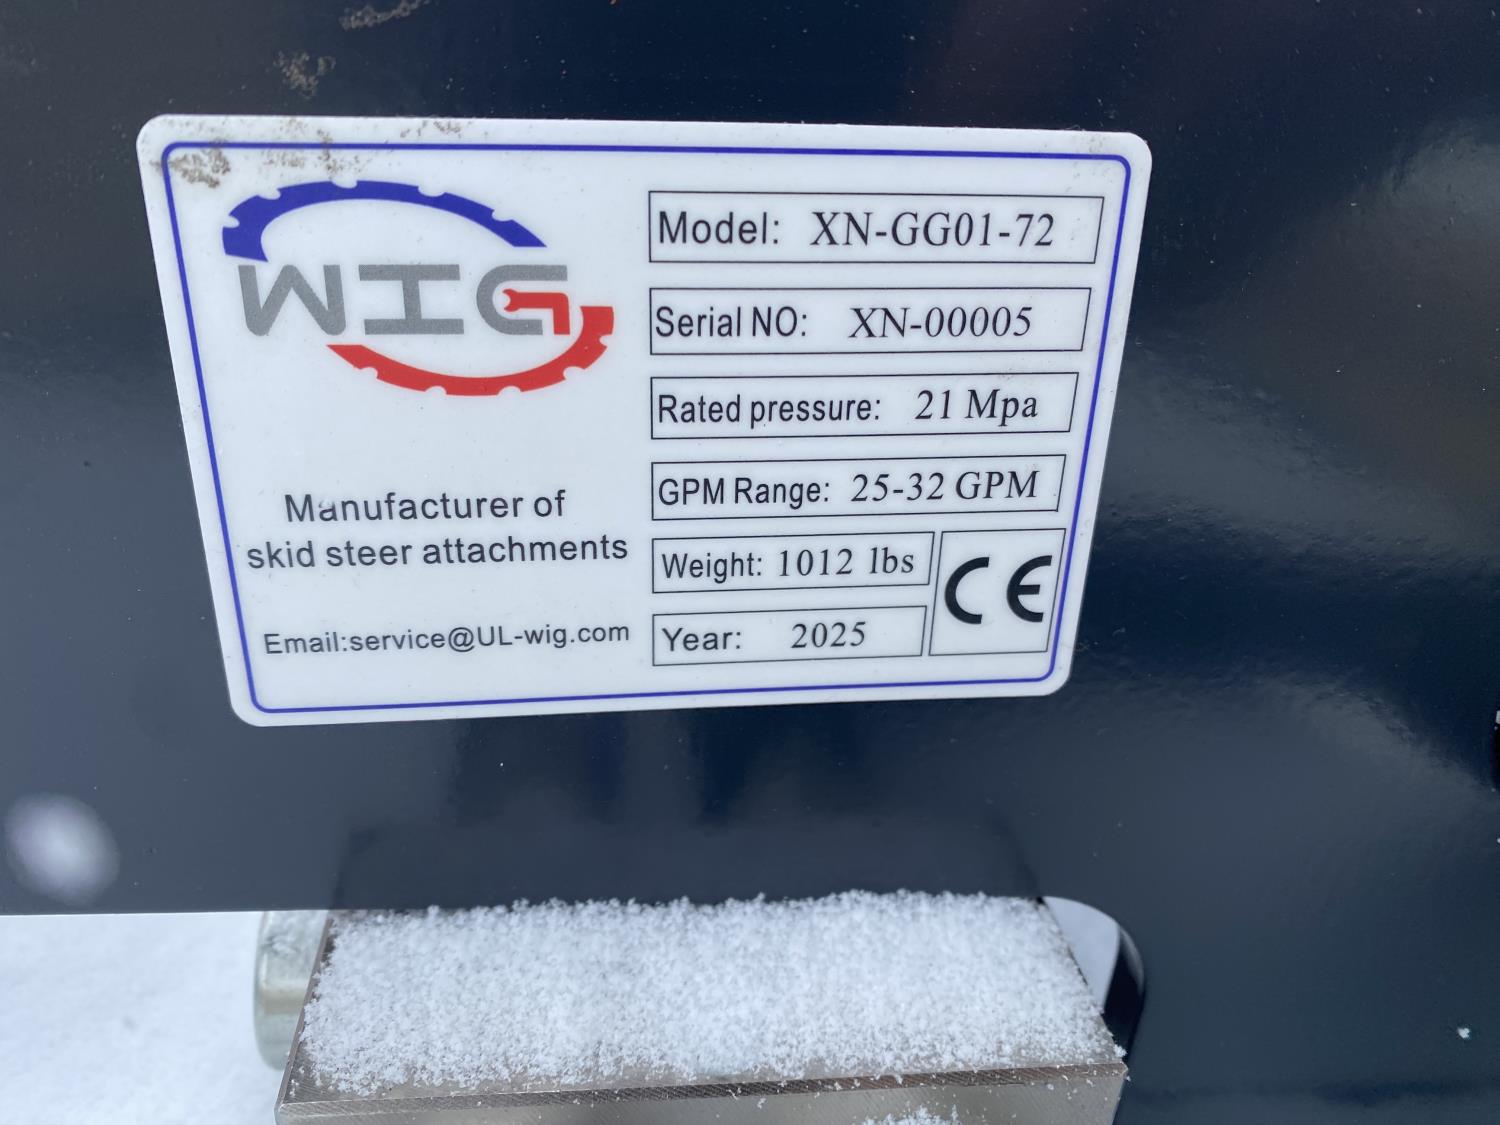 WIG
Manufacturer of
skid steer attachments
Email:service@UL-wig.com
Model: XN-GG01-72
Serial NO: XN-00005
Rated pressure: 21 Mpa
GPM Range: 25-32 GPM
Weight: 1012 lbs
Year: 2025
CE